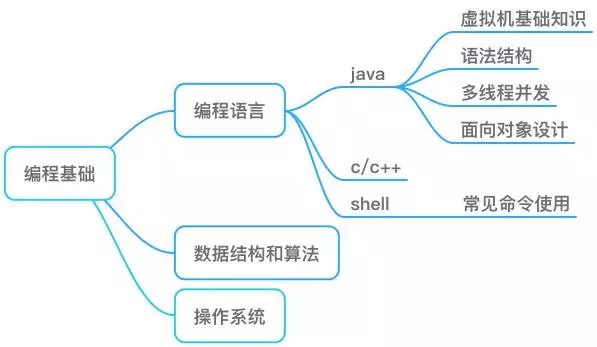 编程基础
编程语言
java
虚拟机基础知识
语法结构
多线程并发
面向对象设计
c/c++
shell
常见命令使用
数据结构和算法
操作系统